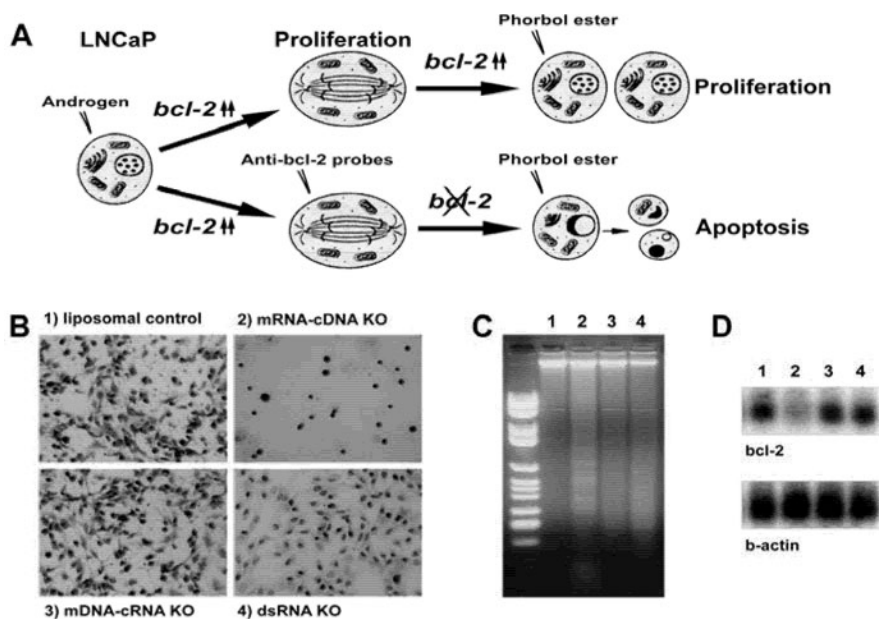 A
LNCaP
Proliferation
Phorbol ester
Androgen
bcl-2
bcl-2
Proliferation
Anti-bcl-2 probes
Phorbol ester
bcl-2
bcl-2
Apoptosis
B
1) liposomal control
2) mRNA-cDNA KO
3) mDNA-cRNA KO
4) dsRNA KO
C
1 2 3 4
D
1 2 3 4
bcl-2
b-actin